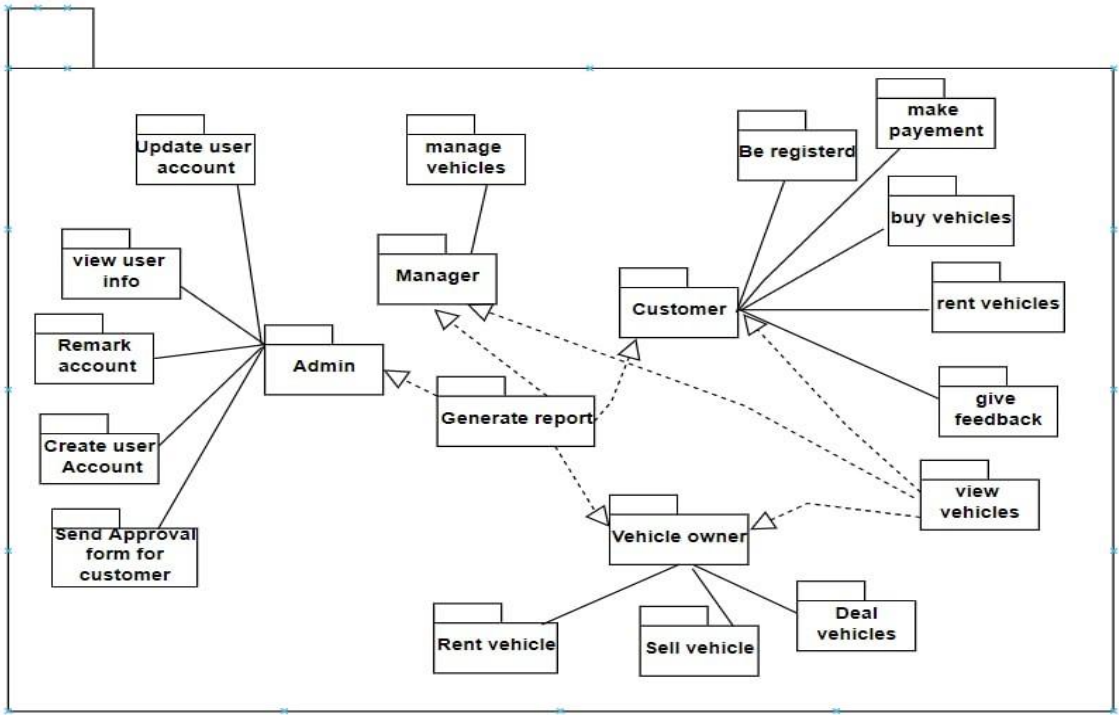 make
payement
Update user
account
manage
vehicles
Be registerd
buy vehicles
view user
info
Manager
Customer
rent vehicles
Remark
account
Admin
Generate report
give
feedback
Create user
Account
view
vehicles
Send Approval
form for
customer
Vehicle owner
Rent vehicle
Sell vehicle
Deal
vehicles